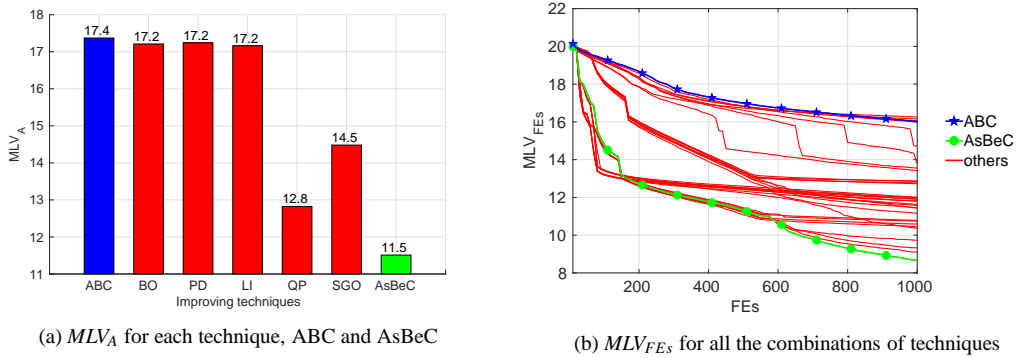 18
17
16
15
14
13
12
11
MLV_A
17.4
17.2
17.2
17.2
12.8
14.5
11.5
ABC BO PD LI QP SGO AsBeC
Improving techniques
(a) MLV_A for each technique, ABC and AsBeC
22
20
18
16
14
12
10
8
MLV_FEs
200 400 600 800 1000
FEs
ABC
AsBeC
others
(b) MLV_FEs for all the combinations of techniques